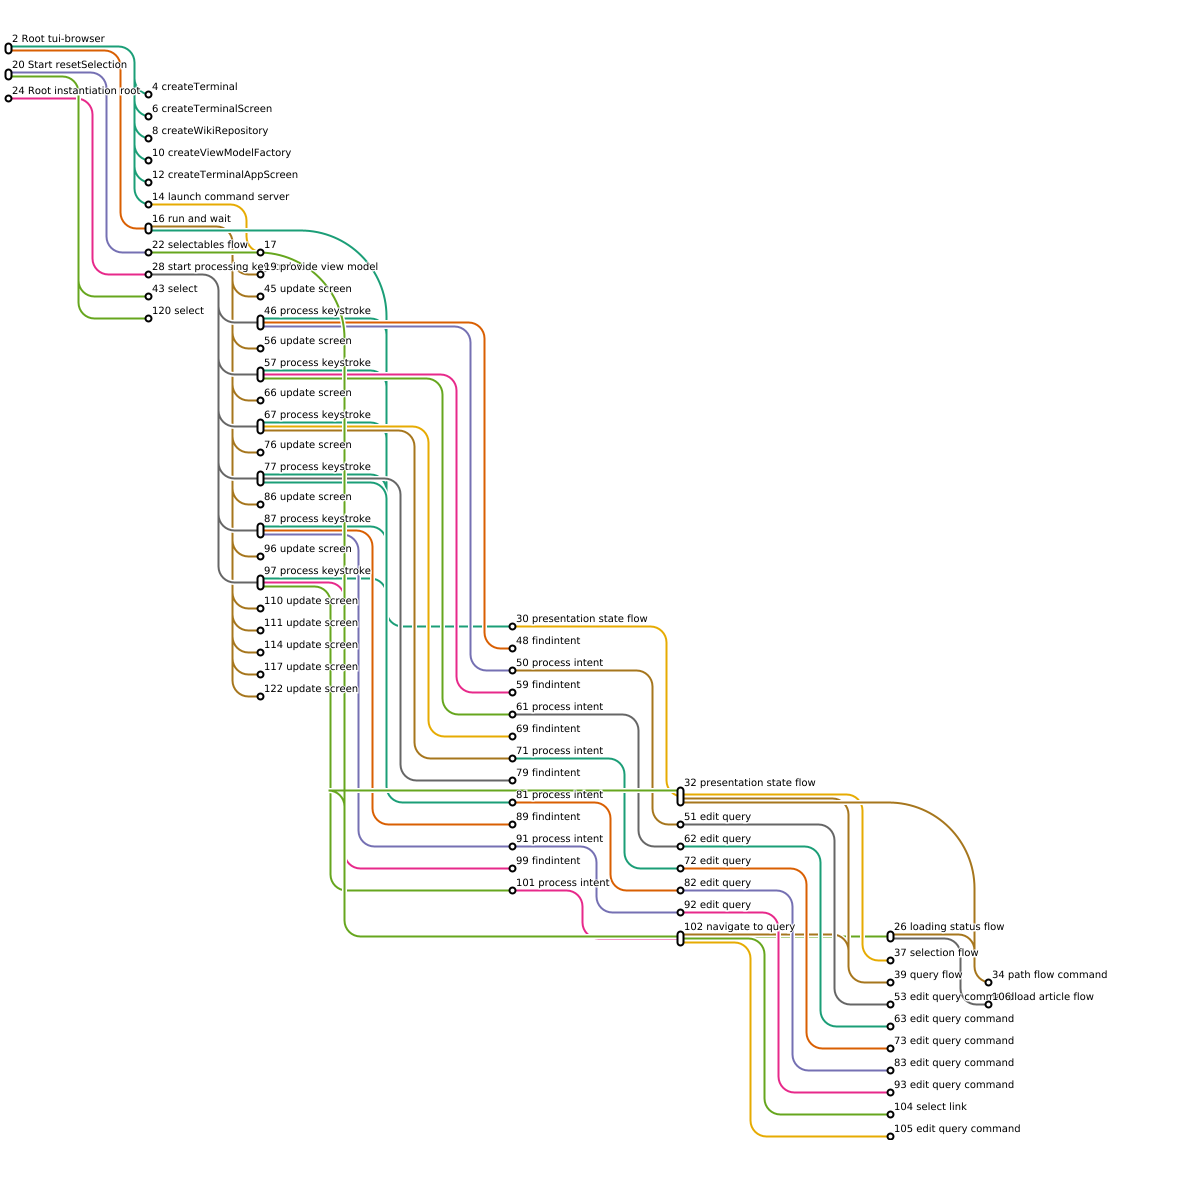 2 Root tui-browser
20 Start resetSelection
24 Root instantiation root
4 createTerminal
6 createTerminalScreen
8 createWikiRepository
10 createViewModelFactory
12 createTerminalAppScreen
14 launch command server
16 run and wait
22 selectables flow
28 start processing
43 select
120 select
17
19 provide view model
45 update screen
46 process keystroke
56 update screen
57 process keystroke
66 update screen
67 process keystroke
76 update screen
77 process keystroke
86 update screen
87 process keystroke
96 update screen
97 process keystroke
110 update screen
111 update screen
114 update screen
117 update screen
122 update screen
30 presentation state flow
48 findintent
50 process intent
59 findintent
61 process intent
69 findintent
71 process intent
79 findintent
81 process intent
89 findintent
91 process intent
99 findintent
101 process intent
32 presentation state flow
51 edit query
62 edit query
72 edit query
82 edit query
92 edit query
102 navigate to query
26 loading status flow
37 selection flow
39 query flow
53 edit query command
63 edit query command
73 edit query command
83 edit query command
93 edit query command
104 select link
105 edit query command
34 path flow command
106 load article flow